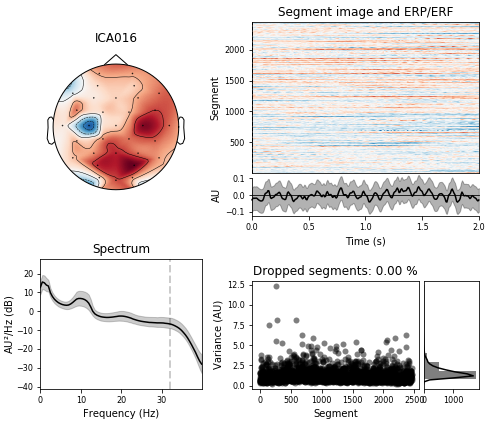 ICA016
Segment image and ERP/ERF
Segment
2000
1500
1000
500
AU
0.1
0.0
−0.1
0.0 0.5 1.0 1.5 2.0
Time (s)
Spectrum
AU²/Hz (dB)
20
10
0
−10
−20
−30
−40
0 10 20 30
Frequency (Hz)
Dropped segments: 0.00 %
Variance (AU)
12.5
10.0
7.5
5.0
2.5
0.0
0 500 1000 1500 2000 2500
Segment
0 1000